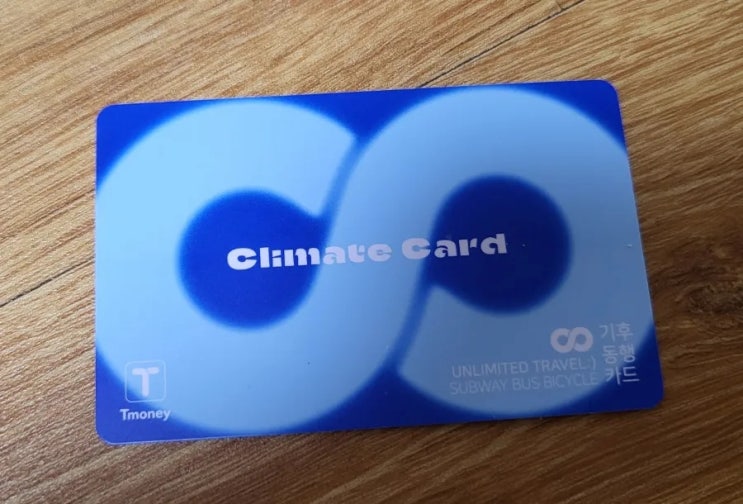 Climate Card
T
Tmoney
UNLIMITED TRAVEL:)
SUBWAY BUS BICYCLE
기후
동행
카드